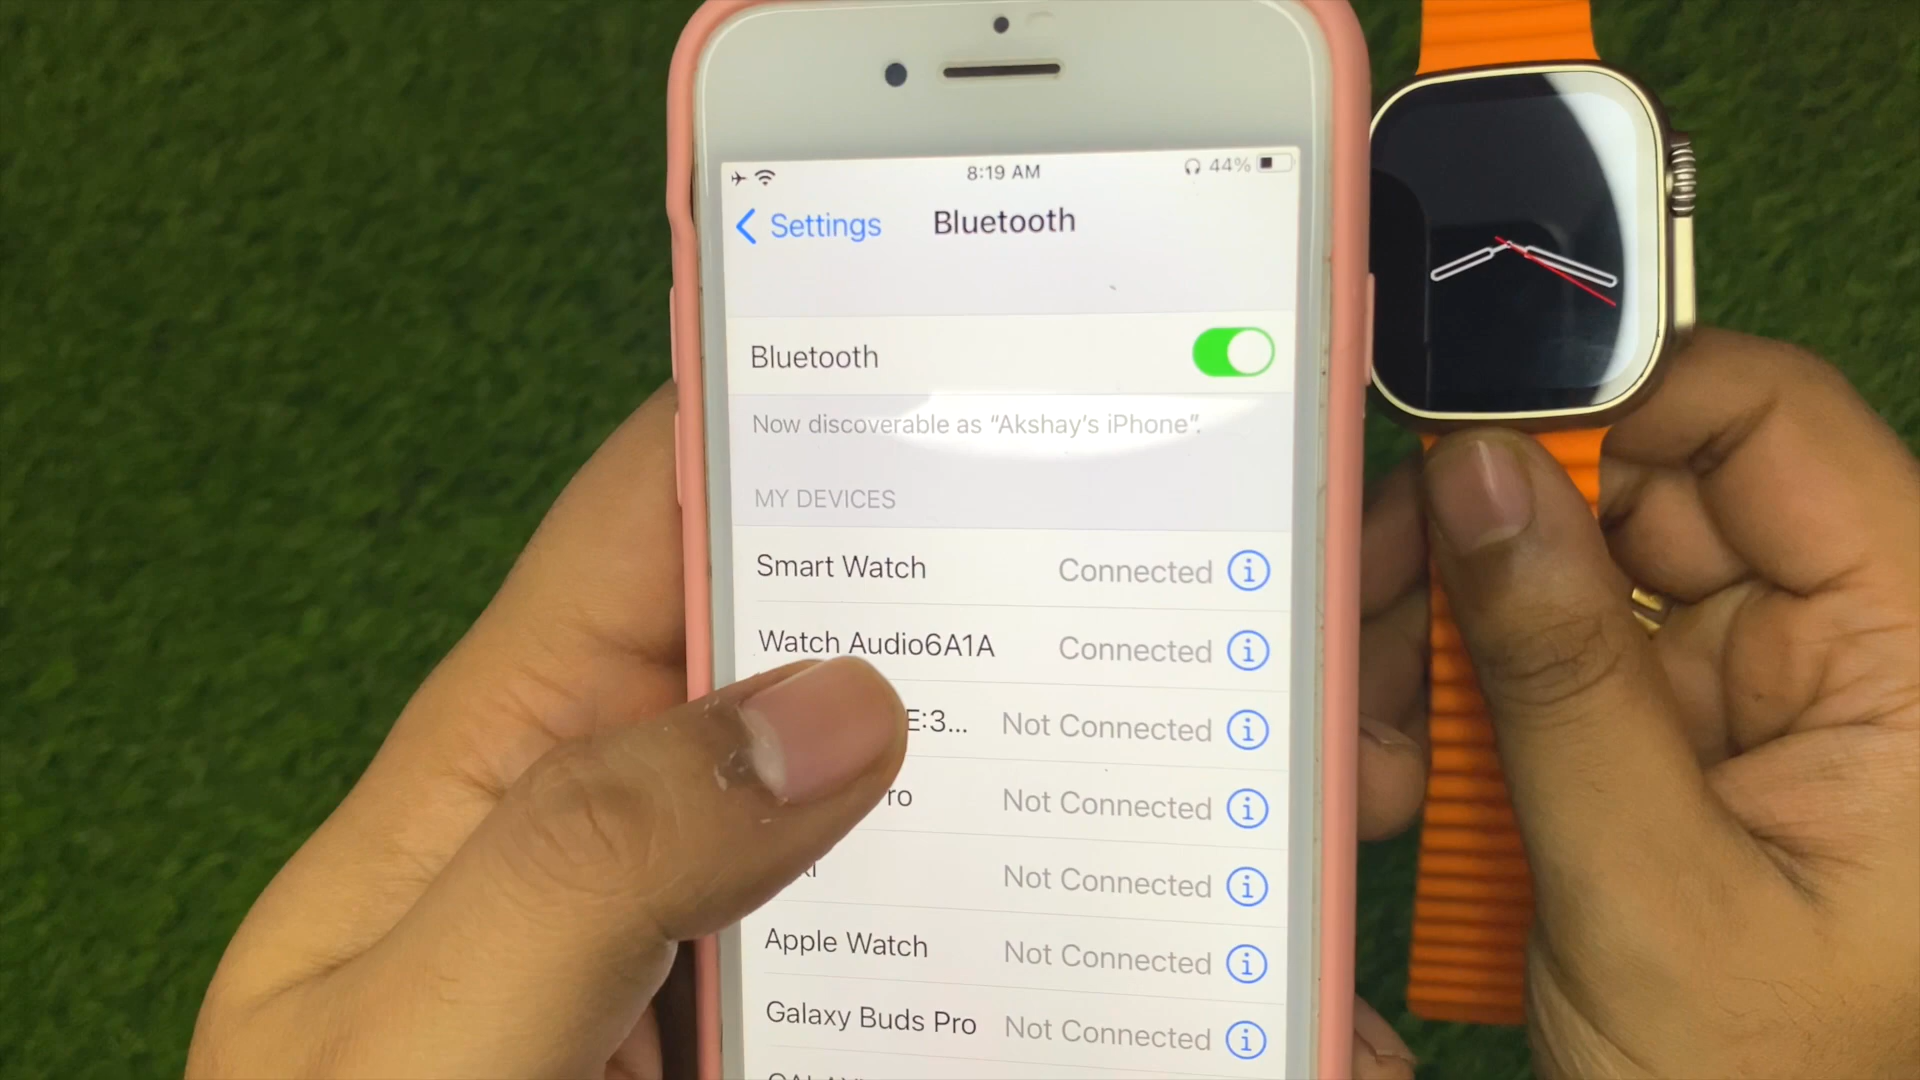 8:19 AM 44%
Settings Bluetooth
Bluetooth
Now discoverable as “Akshay's iPhone”.
MY DEVICES
Smart Watch Connected
Watch Audio6A1A Connected
E:3... Not Connected
ro Not Connected
Not Connected
Apple Watch Not Connected
Galaxy Buds Pro Not Connected